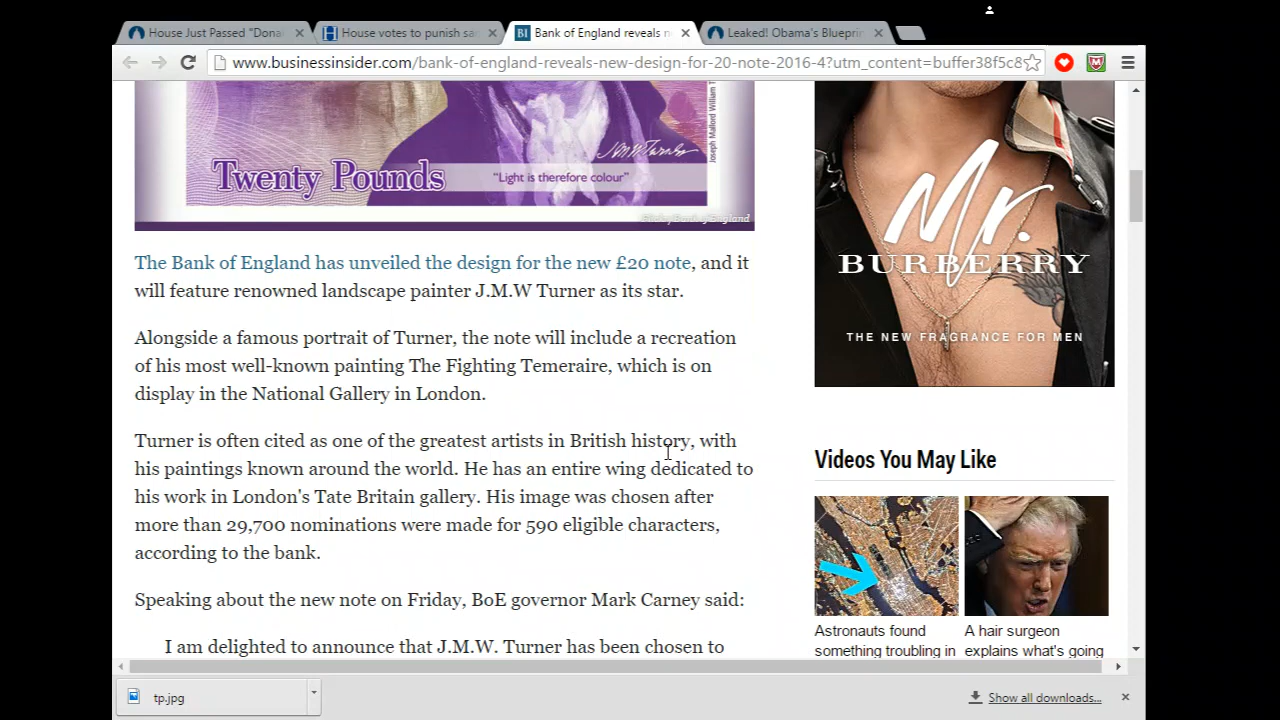 House Just Passed "Dona
House votes to punish sa
BI Bank of England reveals n
Leaked! Obama's Blueprin
www.businessinsider.com/bank-of-england-reveals-new-design-for-20-note-2016-4?utm_content=buffer38f5c8
Joseph Mallord William T
Twenty Pounds
"Light is therefore colour"
The Bank of England has unveiled the design for the new £20 note, and it
will feature renowned landscape painter J.M.W Turner as its star.
Alongside a famous portrait of Turner, the note will include a recreation
of his most well-known painting The Fighting Temeraire, which is on
display in the National Gallery in London.
Turner is often cited as one of the greatest artists in British history, with
his paintings known around the world. He has an entire wing dedicated to
his work in London's Tate Britain gallery. His image was chosen after
more than 29,700 nominations were made for 590 eligible characters,
according to the bank.
Speaking about the new note on Friday, BoE governor Mark Carney said:
I am delighted to announce that J.M.W. Turner has been chosen to
Mr.
BURBERRY
THE NEW FRAGRANCE FOR MEN
Videos You May Like
Astronauts found
something troubling in
A hair surgeon
explains what's going
tp.jpg
Show all downloads...